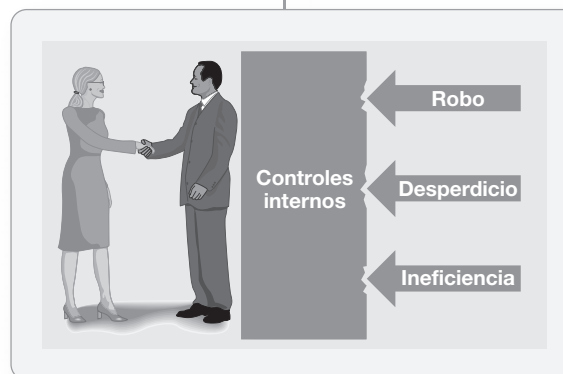 Controles
internos
Robo
Desperdicio
Ineficiencia